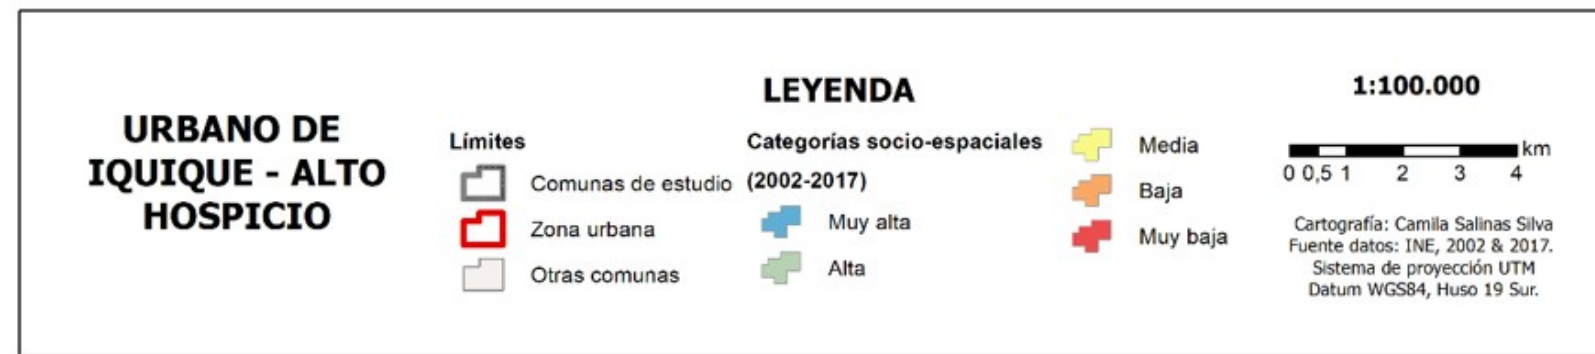 URBANO DE
IQUIQUE - ALTO
HOSPICIO
LEYENDA
Límites
Comunas de estudio
Zona urbana
Otras comunas
Categorías socio-espaciales
(2002-2017)
Muy alta
Alta
Media
Baja
Muy baja
1:100.000
km
0 0,5 1 2 3 4
Cartografía: Camila Salinas Silva
Fuente datos: INE, 2002 & 2017.
Sistema de proyección UTM
Datum WGS84, Huso 19 Sur.